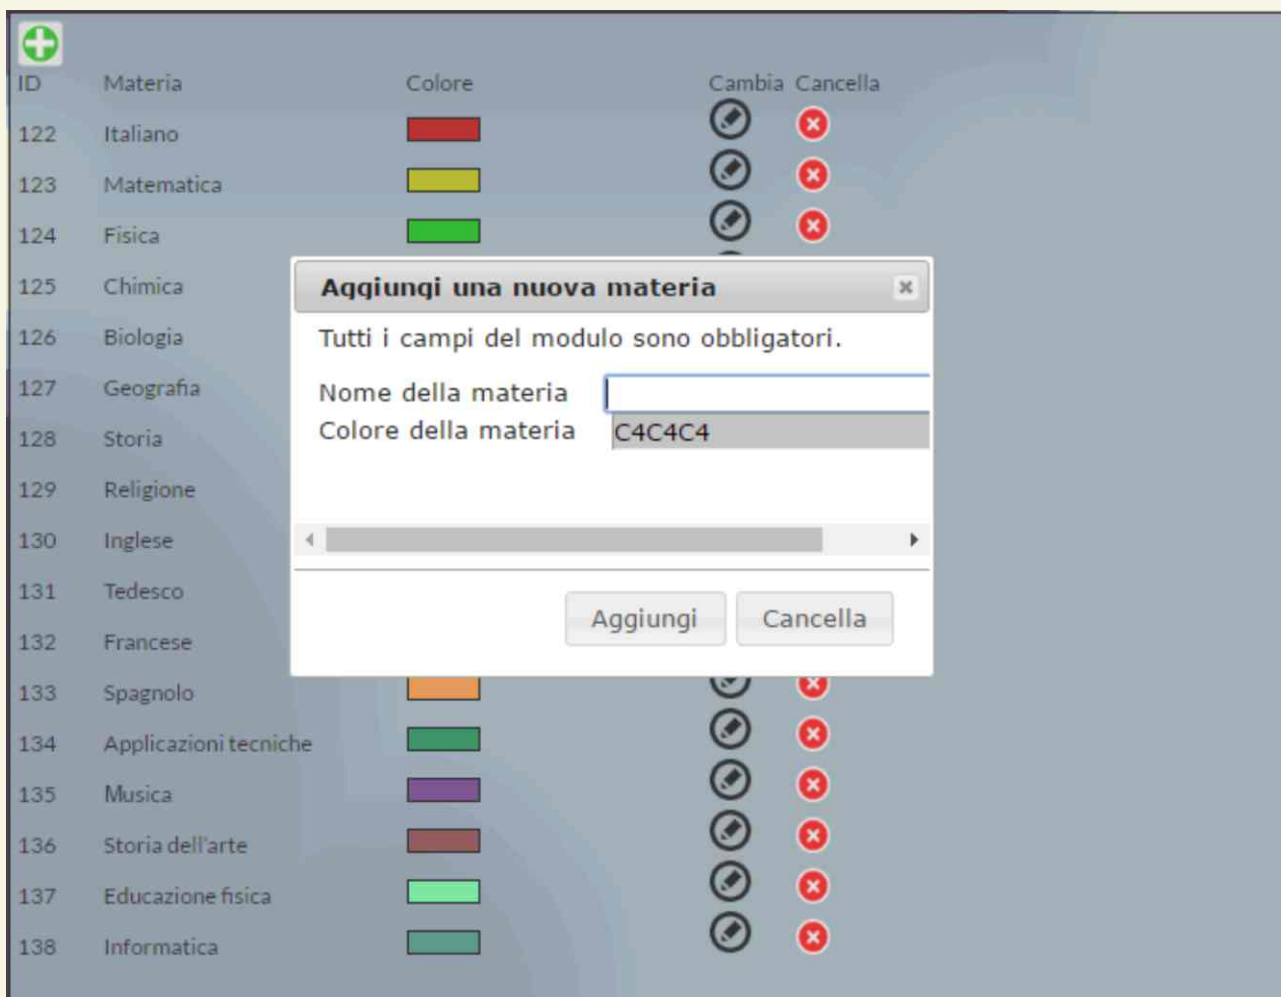 ID Materia Colore Cambia Cancella
122 Italiano
123 Matematica
124 Fisica
125 Chimica
126 Biologia
127 Geografia
128 Storia
129 Religione
130 Inglese
131 Tedesco
132 Francese
133 Spagnolo
134 Applicazioni tecniche
135 Musica
136 Storia dell'arte
137 Educazione fisica
138 Informatica
Aggiungi una nuova materia
Tutti i campi del modulo sono obbligatori.
Nome della materia
Colore della materia C4C4C4
Aggiungi Cancella